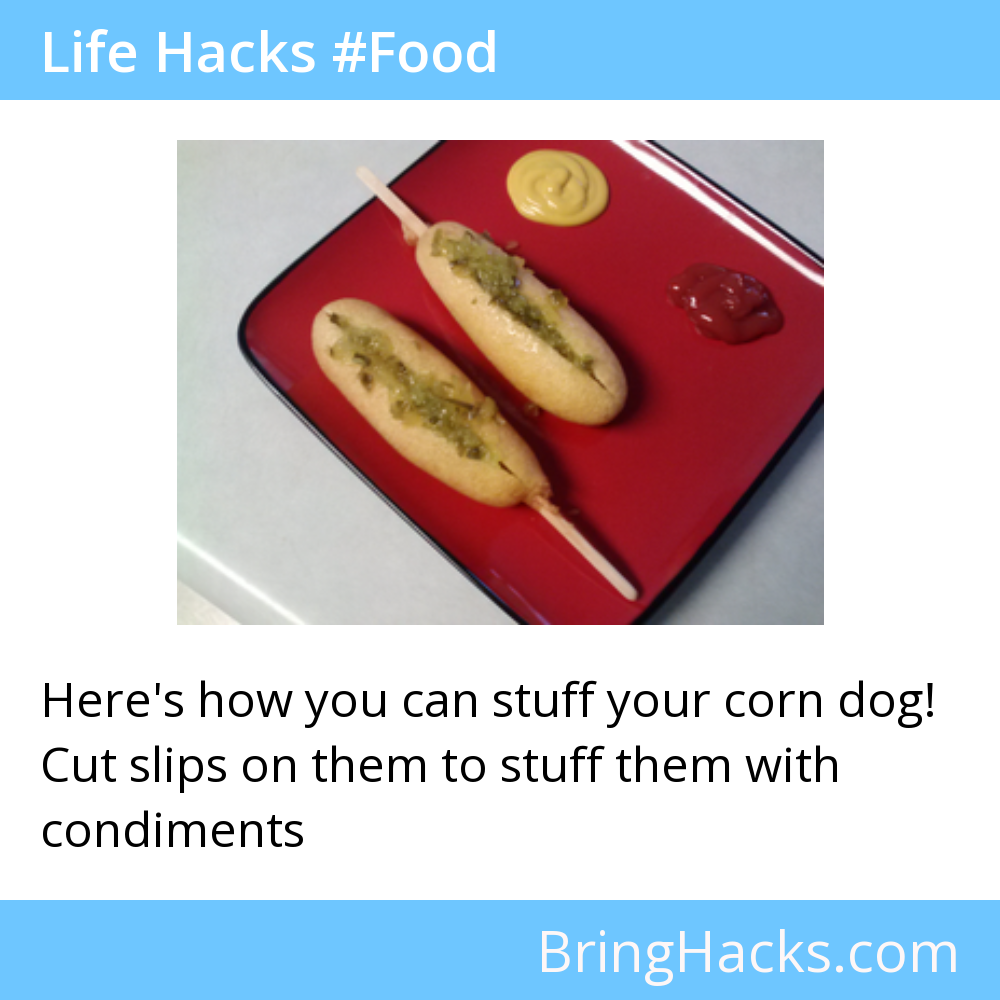 Life Hacks #Food
Here's how you can stuff your corn dog!
Cut slips on them to stuff them with
condiments
BringHacks.com